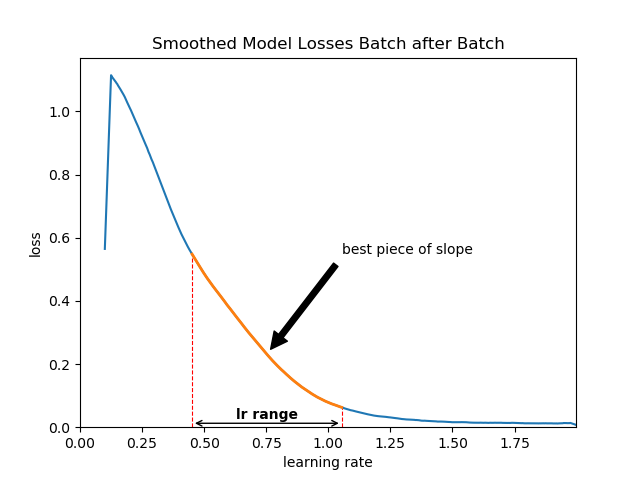 Smoothed Model Losses Batch after Batch
1.0
0.8
0.6
0.4
0.2
0.0
loss
best piece of slope
lr range
0.00 0.25 0.50 0.75 1.00 1.25 1.50 1.75
learning rate